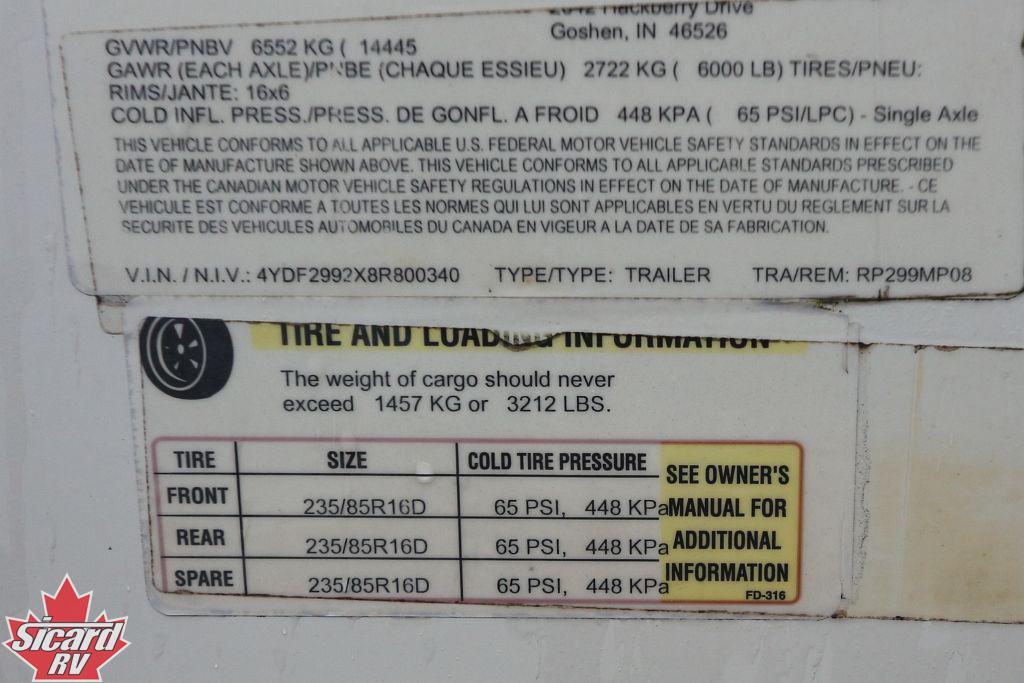 2642 Hackberry Drive
Goshen, IN 46526
GVWR/PNBV 6552 KG ( 14445
GAWR (EACH AXLE)/PNBE (CHAQUE ESSIEU) 2722 KG ( 6000 LB) TIRES/PNEU:
RIMS/JANTE: 16x6
COLD INFL. PRESS./PRESS. DE GONFL. A FROID 448 KPA ( 65 PSI/LPC) - Single Axle
THIS VEHICLE CONFORMS TO ALL APPLICABLE U.S. FEDERAL MOTOR VEHICLE SAFETY STANDARDS IN EFFECT ON THE
DATE OF MANUFACTURE SHOWN ABOVE. THIS VEHICLE CONFORMS TO ALL APPLICABLE STANDARDS PRESCRIBED
UNDER THE CANADIAN MOTOR VEHICLE SAFETY REGULATIONS IN EFFECT ON THE DATE OF MANUFACTURE. - CE
VEHICULE EST CONFORME A TOUTES LES NORMES QUI LUI SONT APPLICABLES EN VERTU DU REGLEMENT SUR LA
SECURITE DES VEHICULES AUTOMOBILES DU CANADA EN VIGEUR A LA DATE DE SA FABRICATION.
V.I.N. / N.I.V.: 4YDF2992X8R800340 TYPE/TYPE: TRAILER TRA/REM: RP299MP08
TIRE AND LOADING INFORMATION
The weight of cargo should never
exceed 1457 KG or 3212 LBS.
TIRE SIZE COLD TIRE PRESSURE
FRONT 235/85R16D 65 PSI, 448 KPa
REAR 235/85R16D 65 PSI, 448 KPa
SPARE 235/85R16D 65 PSI, 448 KPa
SEE OWNER'S
MANUAL FOR
ADDITIONAL
INFORMATION
FD-316
Sicard
RV